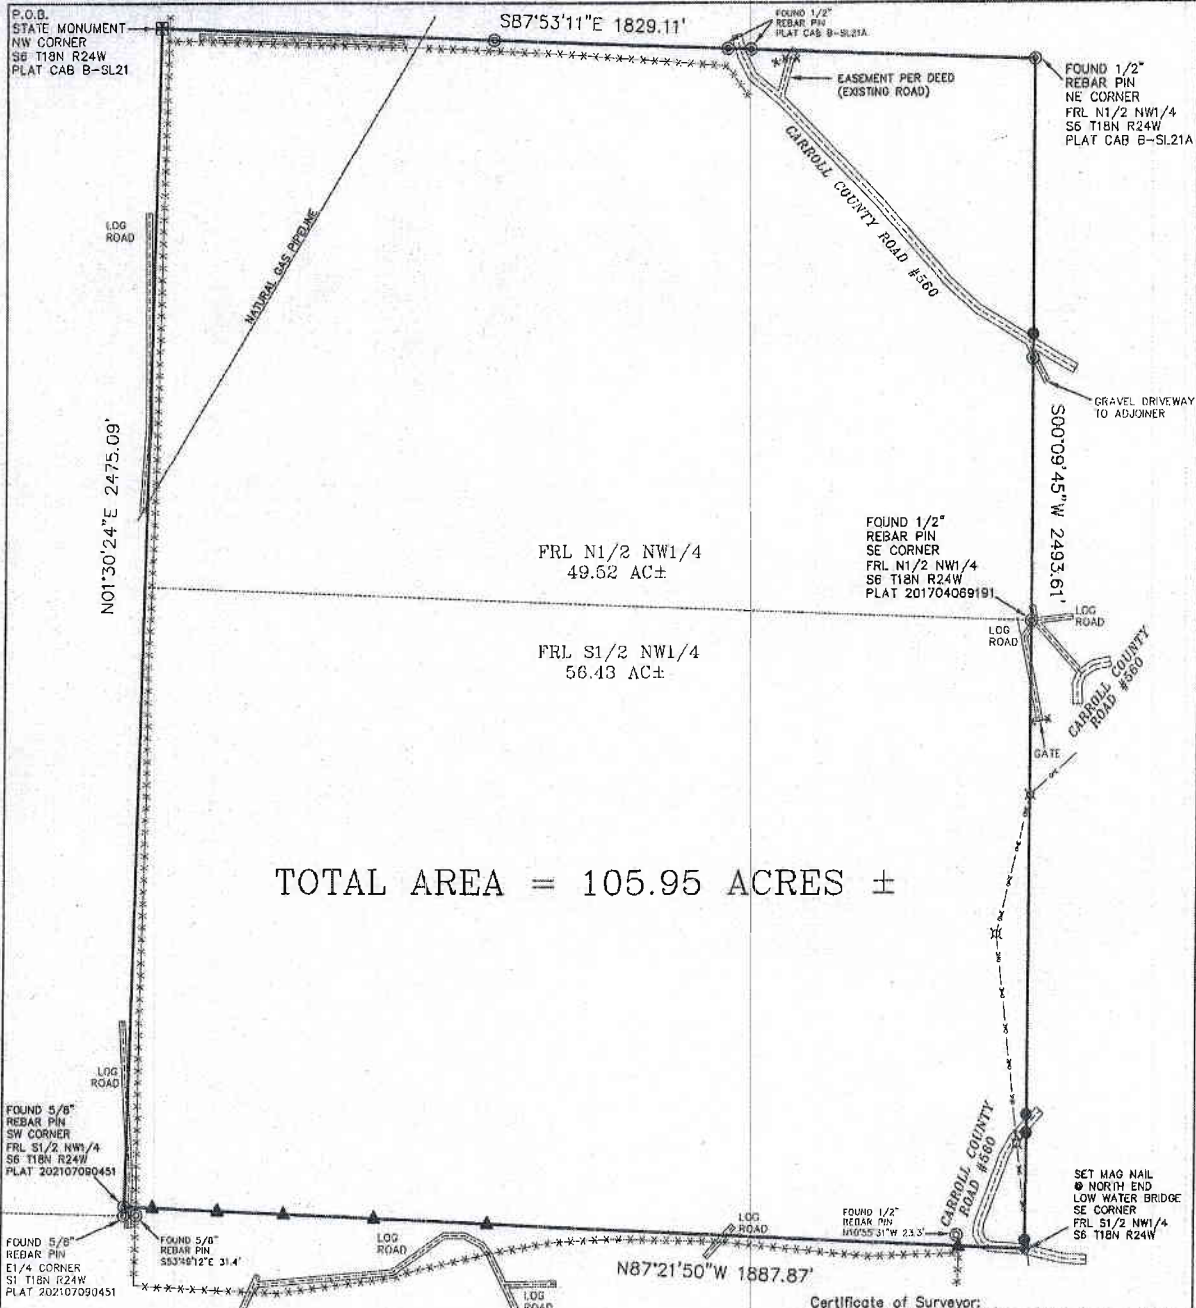 P.O.B.
STATE MONUMENT
NW CORNER
S6 T18N R24W
PLAT CAB B-SL21
S87°53'11"E 1829.11'
FOUND 1/2"
REBAR PIN
PLAT CAB B-SL21A
EASEMENT PER DEED
(EXISTING ROAD)
FOUND 1/2"
REBAR PIN
NE CORNER
FRL N1/2 NW1/4
S6 T18N R24W
PLAT CAB B-SL21A
CARROLL COUNTY ROAD #560
LOG
ROAD
NATURAL GAS PIPELINE
GRAVEL DRIVEWAY
TO ADJOINER
N01°30'24"E 2475.09'
S00°09'45"W 2493.61'
FRL N1/2 NW1/4
49.52 AC±
FOUND 1/2"
REBAR PIN
SE CORNER
FRL N1/2 NW1/4
S6 T18N R24W
PLAT 201704069191
LOG
ROAD
LOG
ROAD
FRL S1/2 NW1/4
56.43 AC±
CARROLL COUNTY
ROAD #560
GATE
TOTAL AREA = 105.95 ACRES ±
LOG
ROAD
FOUND 5/8"
REBAR PIN
SW CORNER
FRL S1/2 NW1/4
S6 T18N R24W
PLAT 202107090451
CARROLL COUNTY
ROAD #560
SET MAG NAIL
@ NORTH END
LOW WATER BRIDGE
SE CORNER
FRL S1/2 NW1/4
S6 T18N R24W
FOUND 5/8"
REBAR PIN
E1/4 CORNER
S1 T18N R24W
PLAT 202107090451
FOUND 5/8"
REBAR PIN
S53°49'12"E 31.4'
LOG
ROAD
LOG
ROAD
FOUND 1/2"
REBAR PIN
N10°55'31"W 23.3'
N87°21'50"W 1887.87'
LOG
ROAD
Certificate of Surveyor: